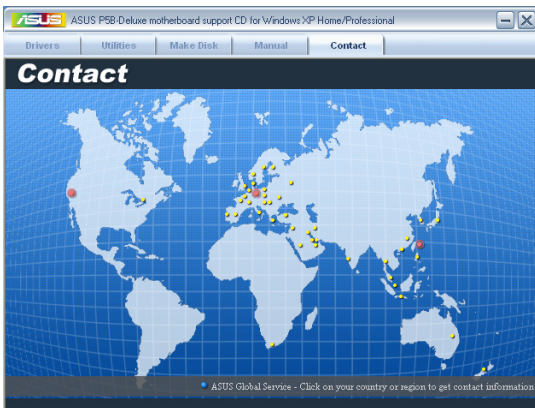 ASUS ASUS P5B-Deluxe motherboard support CD for Windows XP Home/Professional
Drivers Utilities Make Disk Manual Contact
Contact
ASUS Global Service - Click on your country or region to get contact information